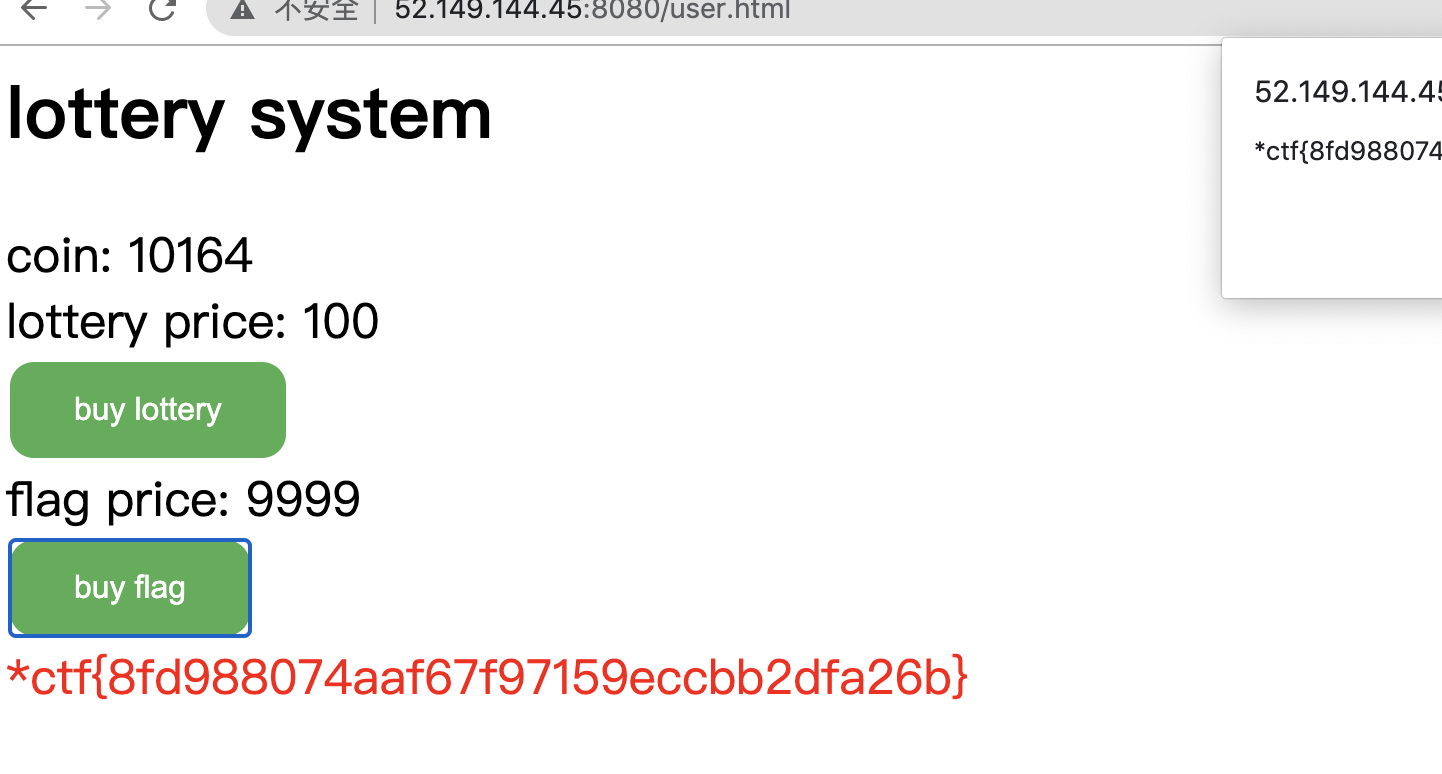 不安全 52.149.144.45:8080/user.html
52.149.144.45
*ctf{8fd988074
lottery system
coin: 10164
lottery price: 100
buy lottery
flag price: 9999
buy flag
*ctf{8fd988074aaf67f97159eccbb2dfa26b}